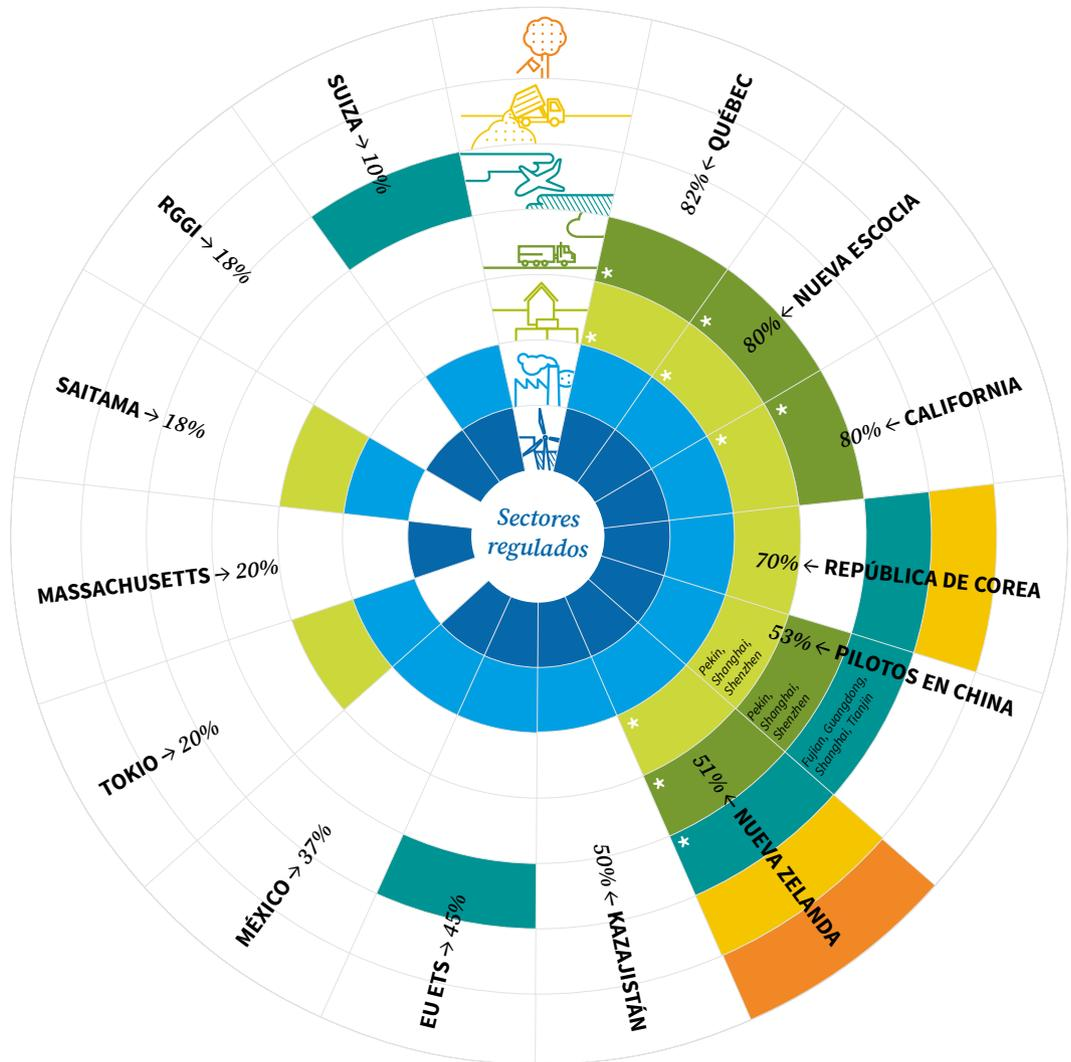 Sectores
regulados
82% ← QUÉBEC
80% ← NUEVA ESCOCIA
80% ← CALIFORNIA
70% ← REPÚBLICA DE COREA
53% ← PILOTOS EN CHINA
Pekín,
Shanghai,
Shenzhen
Pekín,
Shanghai,
Shenzhen
Fujian, Guangdong,
Shanghai, Tianjin
51% ← NUEVA ZELANDA
50% ← KAZAJISTÁN
EU ETS → 45%
MÉXICO → 37%
TOKIO → 20%
MASSACHUSETTS → 20%
SAITAMA → 18%
RGGI → 18%
SUIZA → 10%